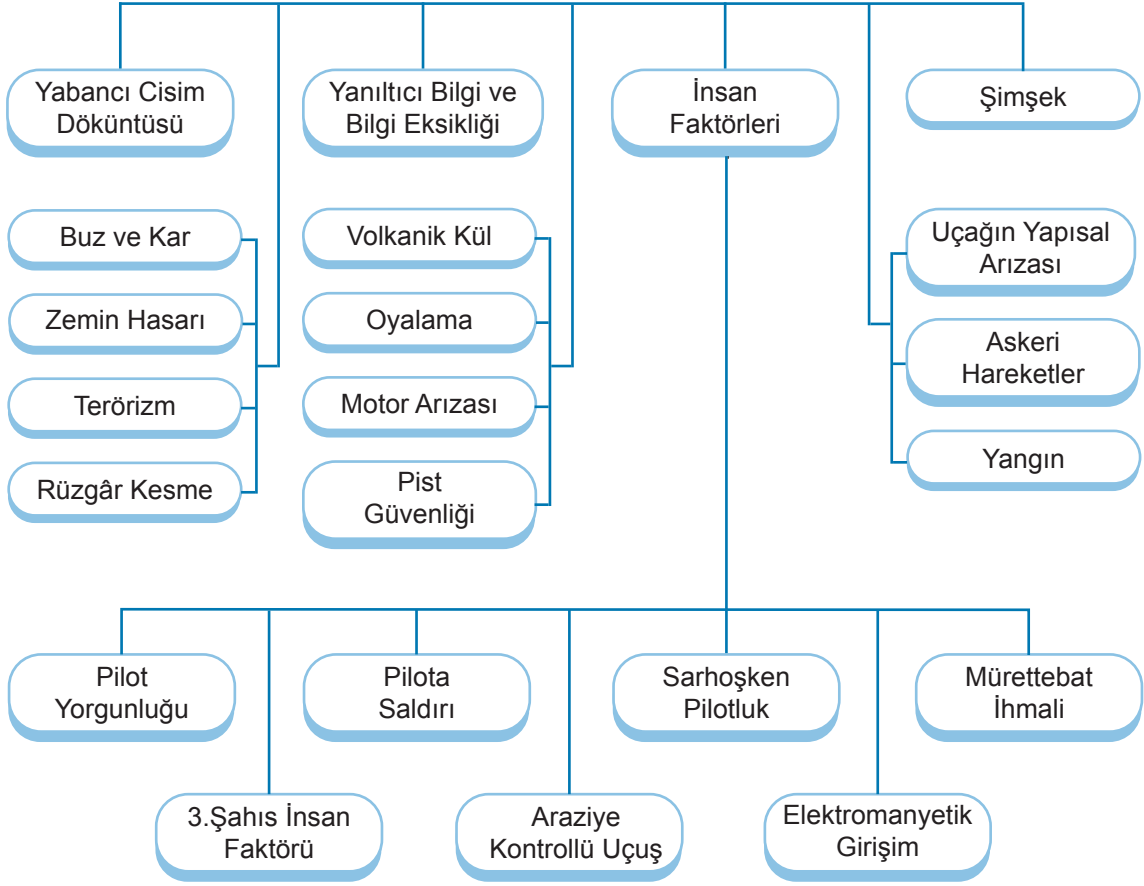 Yabancı Cisim
Döküntüsü
Yanıltıcı Bilgi ve
Bilgi Eksikliği
İnsan
Faktörleri
Şimşek
Buz ve Kar
Zemin Hasarı
Terörizm
Rüzgâr Kesme
Volkanik Kül
Oyalama
Motor Arızası
Pist
Güvenliği
Uçağın Yapısal
Arızası
Askeri
Hareketler
Yangın
Pilot
Yorgunluğu
Pilota
Saldırı
Sarhoşken
Pilotluk
Mürettebat
İhmali
3.Şahıs İnsan
Faktörü
Araziye
Kontrollü Uçuş
Elektromanyetik
Girişim